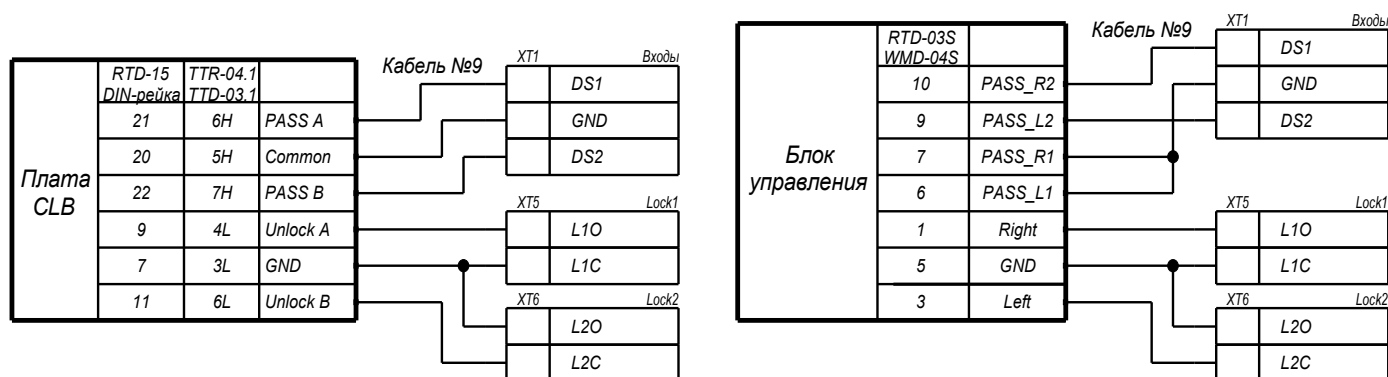 Кабель №9
XT1 Входы
RTD-15 TTR-04.1
DIN-рейка TTD-03.1
DS1
21 6H PASS A
GND
20 5H Common
DS2
Плата
CLB
22 7H PASS B
XT5 Lock1
9 4L Unlock A
L1O
7 3L GND
L1C
11 6L Unlock B
XT6 Lock2
L2O
L2C
Кабель №9
XT1 Входы
RTD-03S
WMD-04S
DS1
10 PASS_R2
GND
9 PASS_L2
DS2
Блок
управления
7 PASS_R1
6 PASS_L1
XT5 Lock1
1 Right
L1O
5 GND
L1C
3 Left
XT6 Lock2
L2O
L2C